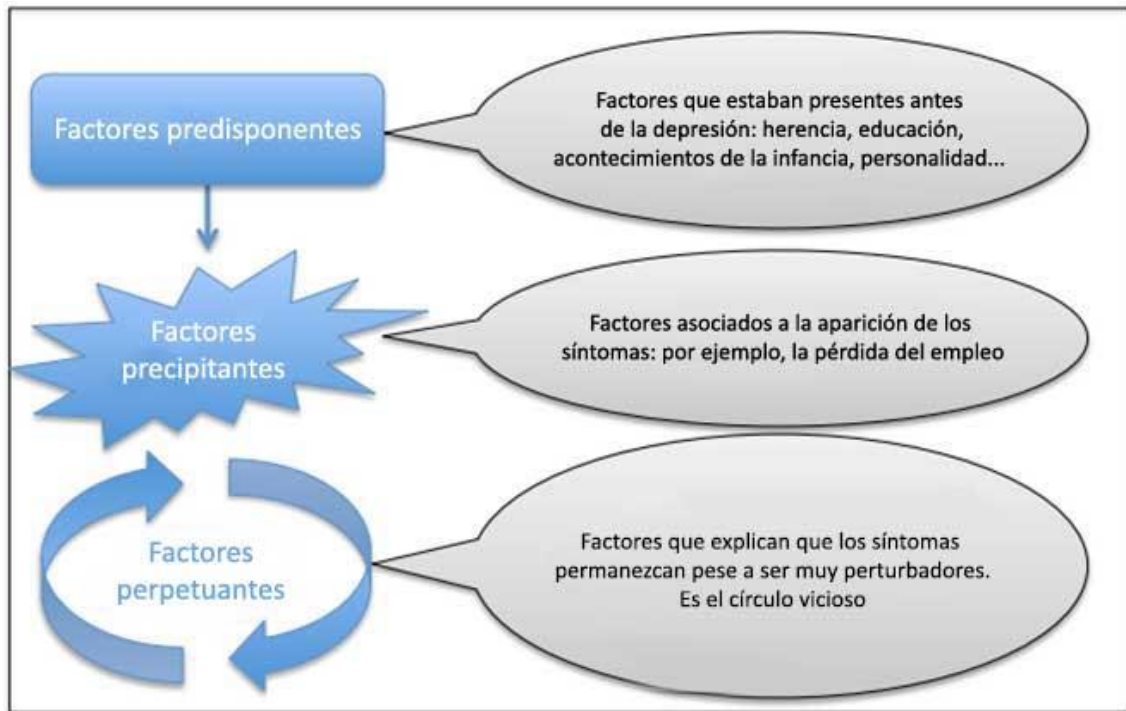 Factores predisponentes
Factores que estaban presentes antes
de la depresión: herencia, educación,
acontecimientos de la infancia, personalidad...
Factores
precipitantes
Factores asociados a la aparición de los
síntomas: por ejemplo, la pérdida del empleo
Factores
perpetuantes
Factores que explican que los síntomas
permanezcan pese a ser muy perturbadores.
Es el círculo vicioso